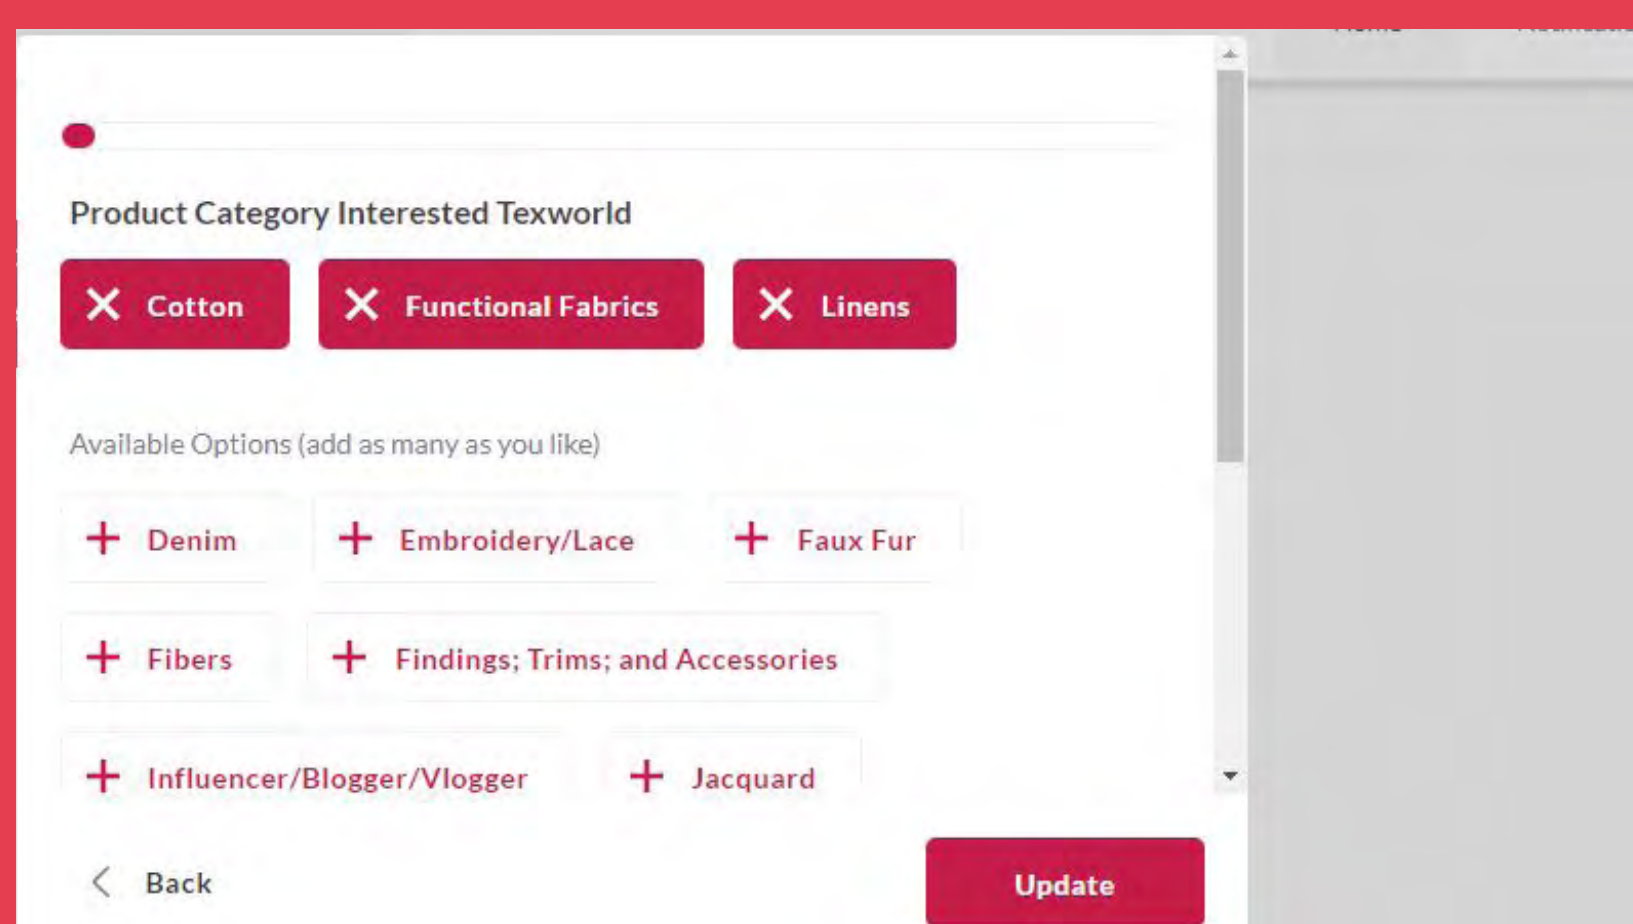 Product Category Interested Texworld
Cotton Functional Fabrics Linens
Available Options (add as many as you like)
Denim Embroidery/Lace Faux Fur
Fibers Findings; Trims; and Accessories
Influencer/Blogger/Vlogger Jacquard
Back Update